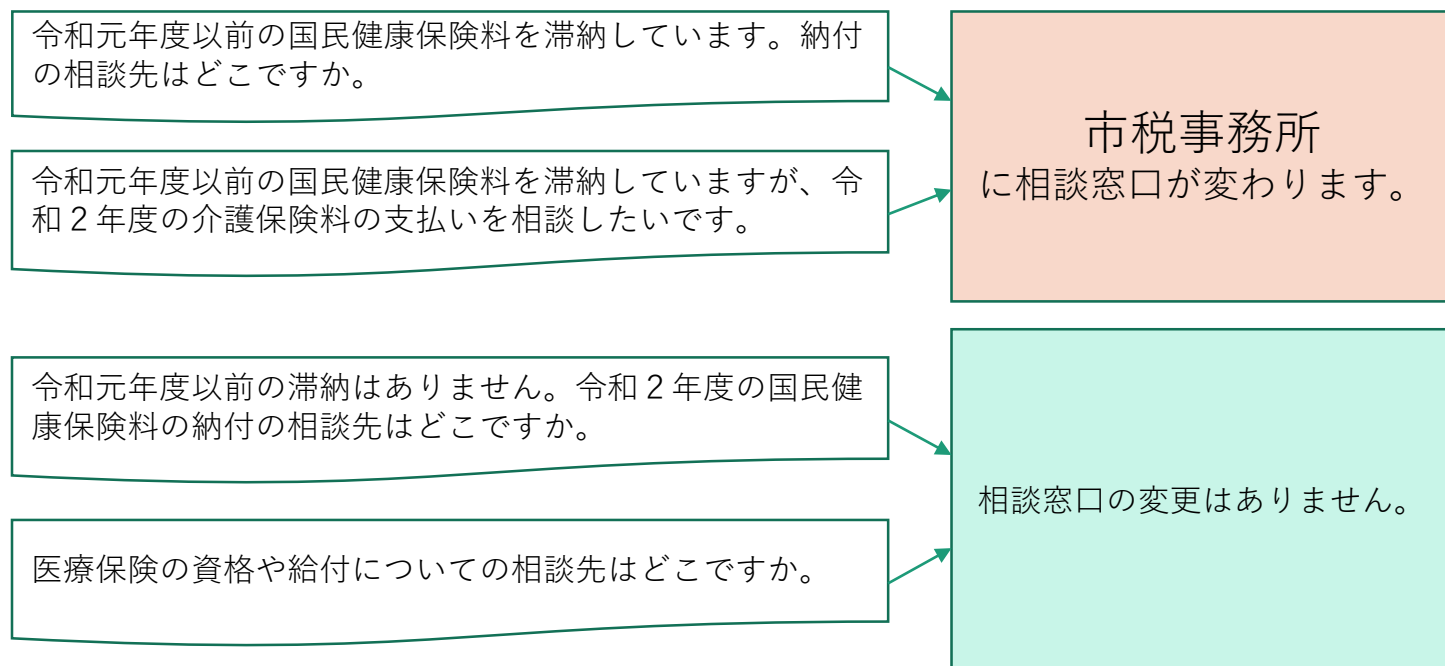 令和元年度以前の国民健康保険料を滞納しています。納付
の相談先はどこですか。
市税事務所
に相談窓口が変わります。
令和元年度以前の国民健康保険料を滞納していますが、令
和２年度の介護保険料の支払いを相談したいです。
令和元年度以前の滞納はありません。令和２年度の国民健
康保険料の納付の相談先はどこですか。
相談窓口の変更はありません。
医療保険の資格や給付についての相談先はどこですか。